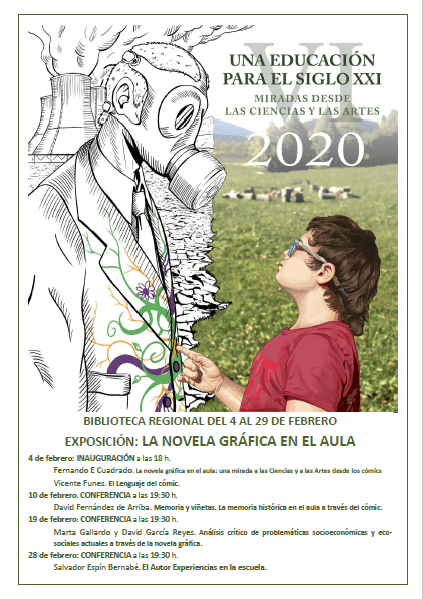 VI
UNA EDUCACIÓN
PARA EL SIGLO XXI
MIRADAS DESDE
LAS CIENCIAS Y LAS ARTES
2020
BIBLIOTECA REGIONAL DEL 4 AL 29 DE FEBRERO
EXPOSICIÓN: LA NOVELA GRÁFICA EN EL AULA
4 de febrero: INAUGURACIÓN a las 18 h.
Fernando E Cuadrado. La novela gráfica en el aula: una mirada a las Ciencias y a las Artes desde los cómics
Vicente Funes. El Lenguaje del cómic.
10 de febrero. CONFERENCIA a las 19:30 h.
David Fernández de Arriba. Memoria y viñetas. La memoria histórica en el aula a través del cómic.
19 de febrero: CONFERENCIA a las 19:30 h.
Marta Gallardo y David García Reyes. Análisis crítico de problemáticas socioeconómicas y eco-
sociales actuales a través de la novela gráfica.
28 de febrero: CONFERENCIA a las 19:30 h.
Salvador Espín Bernabé. El Autor Experiencias en la escuela.